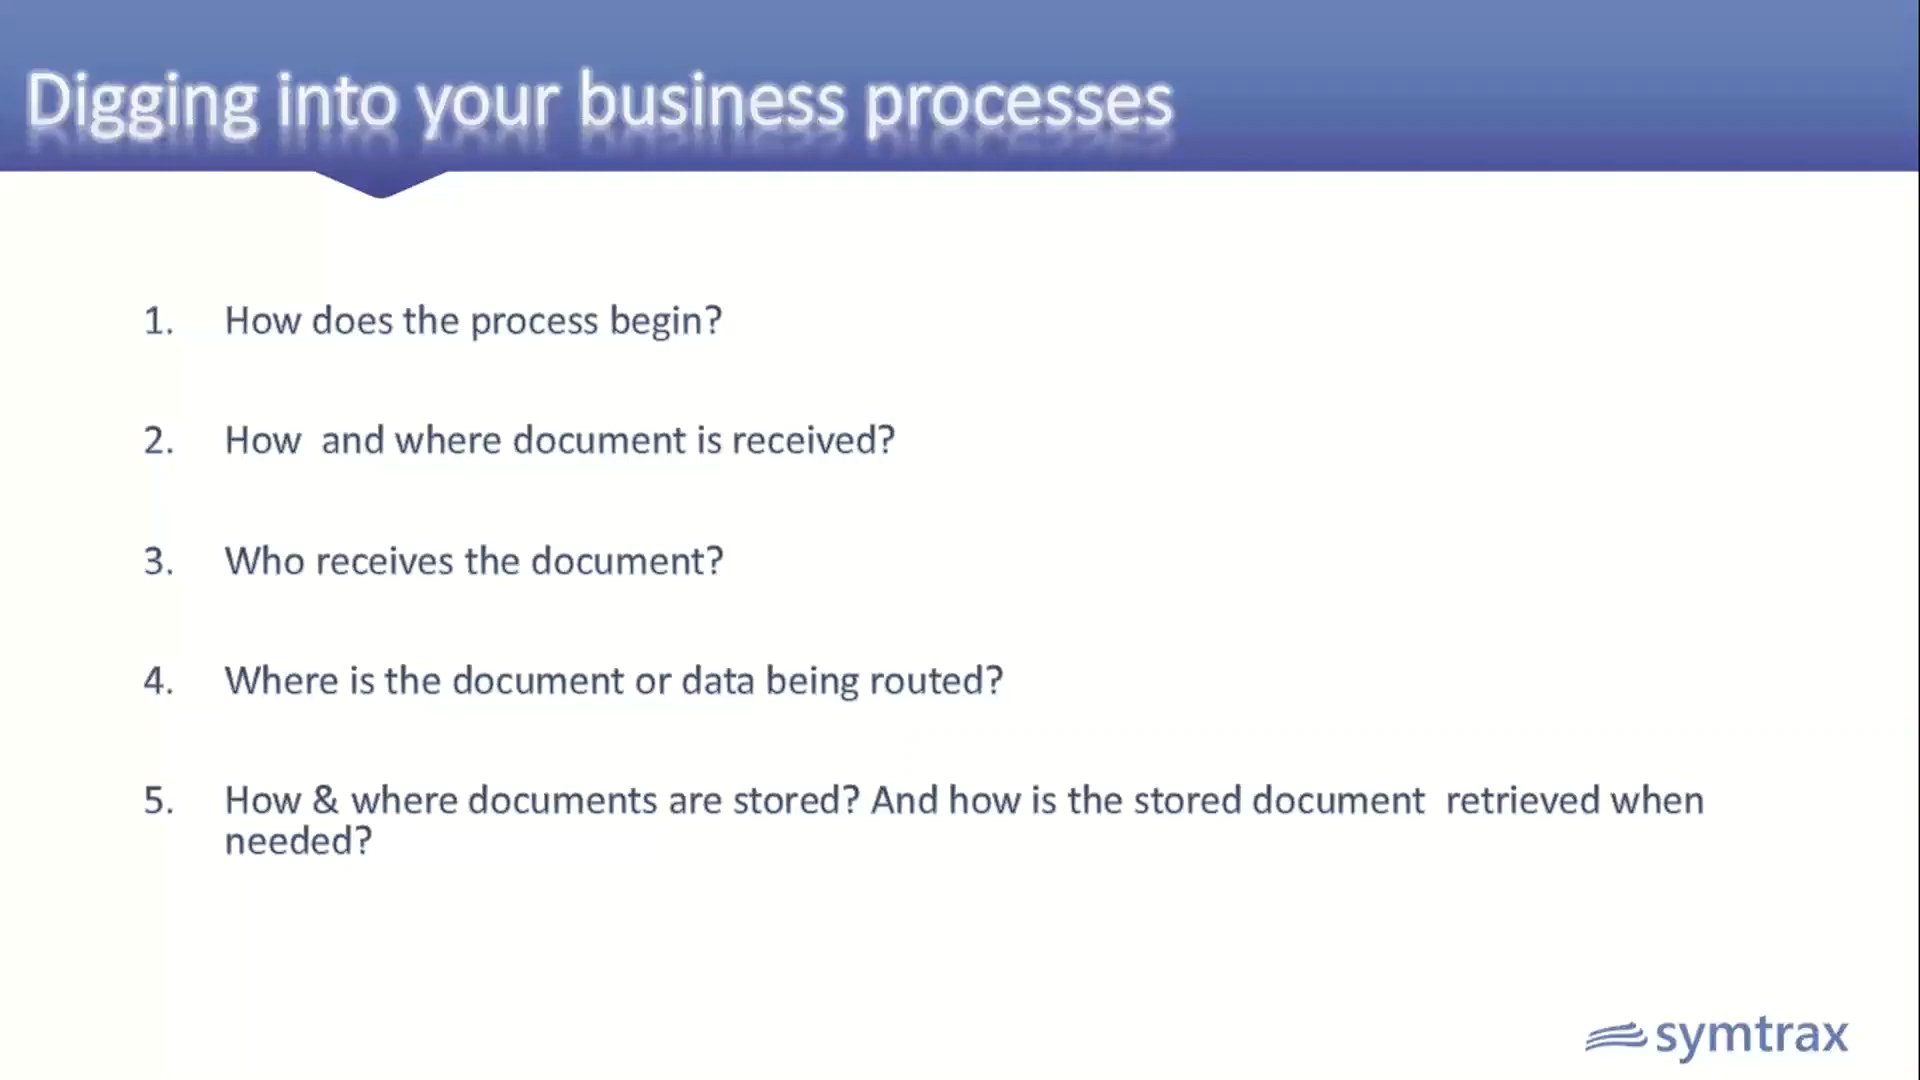 Digging into your business processes
1. How does the process begin?
2. How  and where document is received?
3. Who receives the document?
4. Where is the document or data being routed?
5. How & where documents are stored? And how is the stored document  retrieved when
needed?
symtrax